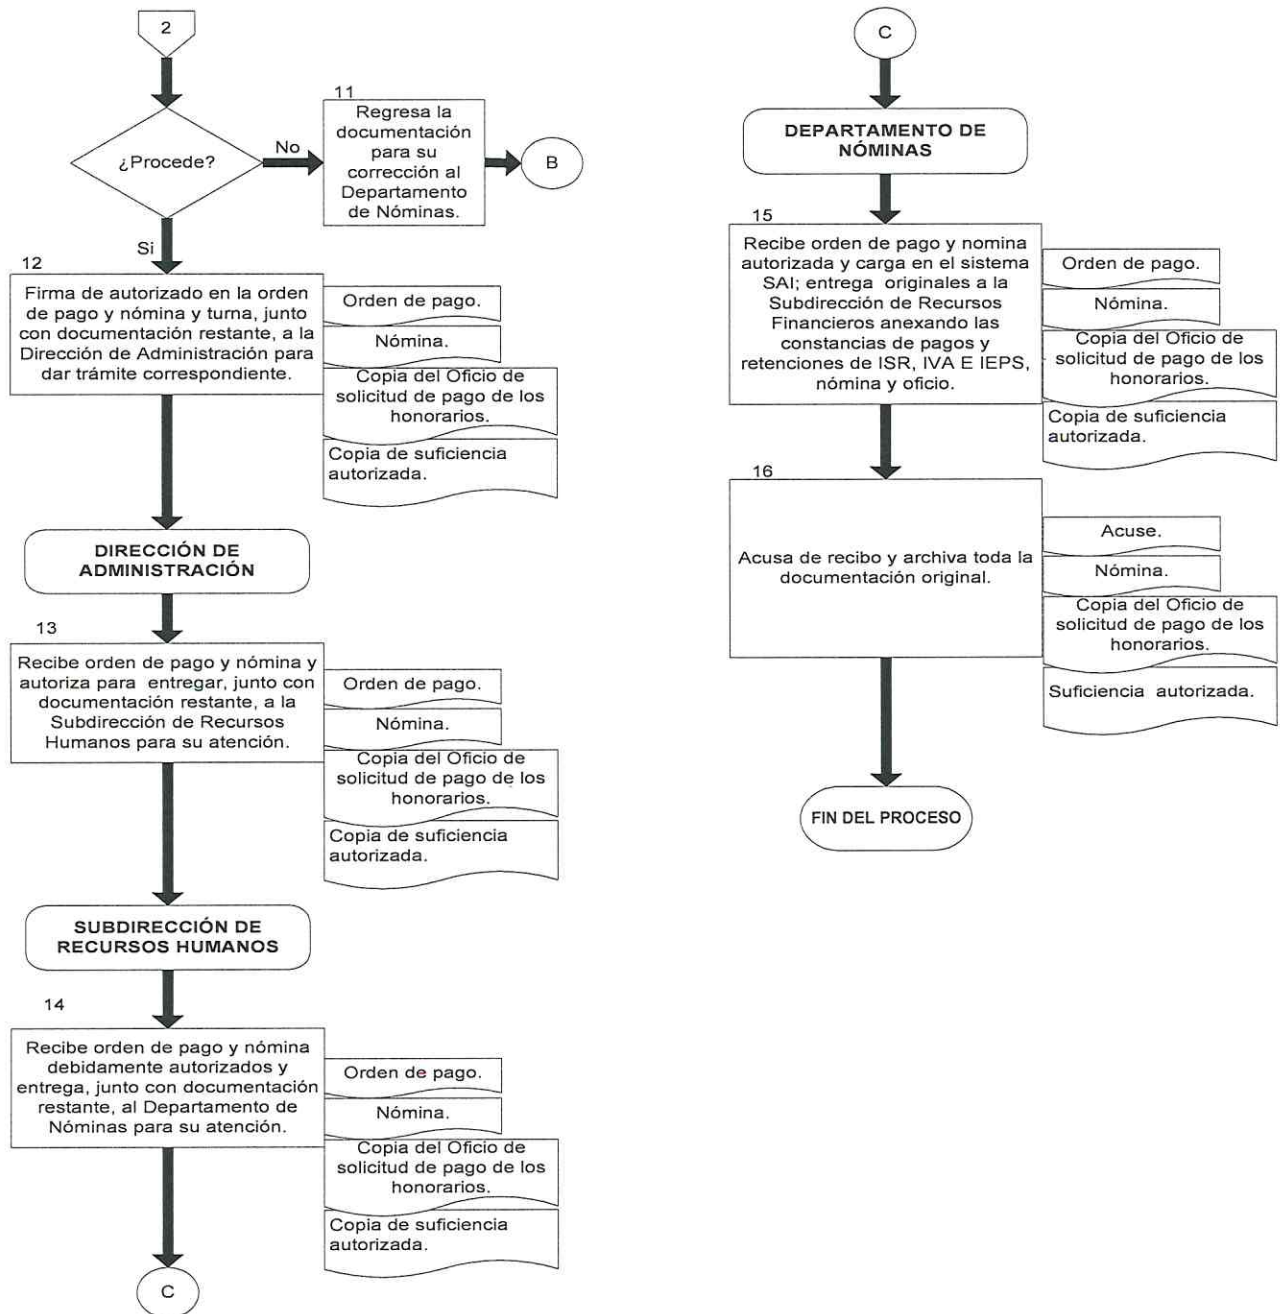 2
¿Procede?
No
11
Regresa la
documentación
para su
corrección al
Departamento
de Nóminas.
B
Si
12
Firma de autorizado en la orden
de pago y nómina y turna, junto
con documentación restante, a la
Dirección de Administración para
dar trámite correspondiente.
Orden de pago.
Nómina.
Copia del Oficio de
solicitud de pago de los
honorarios.
Copia de suficiencia
autorizada.
DIRECCIÓN DE
ADMINISTRACIÓN
13
Recibe orden de pago y nómina y
autoriza para entregar, junto con
documentación restante, a la
Subdirección de Recursos
Humanos para su atención.
Orden de pago.
Nómina.
Copia del Oficio de
solicitud de pago de los
honorarios.
Copia de suficiencia
autorizada.
SUBDIRECCIÓN DE
RECURSOS HUMANOS
14
Recibe orden de pago y nómina
debidamente autorizados y
entrega, junto con documentación
restante, al Departamento de
Nóminas para su atención.
Orden de pago.
Nómina.
Copia del Oficio de
solicitud de pago de los
honorarios.
Copia de suficiencia
autorizada.
C
C
DEPARTAMENTO DE
NÓMINAS
15
Recibe orden de pago y nomina
autorizada y carga en el sistema
SAI; entrega originales a la
Subdirección de Recursos
Financieros anexando las
constancias de pagos y
retenciones de ISR, IVA E IEPS,
nómina y oficio.
Orden de pago.
Nómina.
Copia del Oficio de
solicitud de pago de los
honorarios.
Copia de suficiencia
autorizada.
16
Acusa de recibo y archiva toda la
documentación original.
Acuse.
Nómina.
Copia del Oficio de
solicitud de pago de los
honorarios.
Suficiencia autorizada.
FIN DEL PROCESO